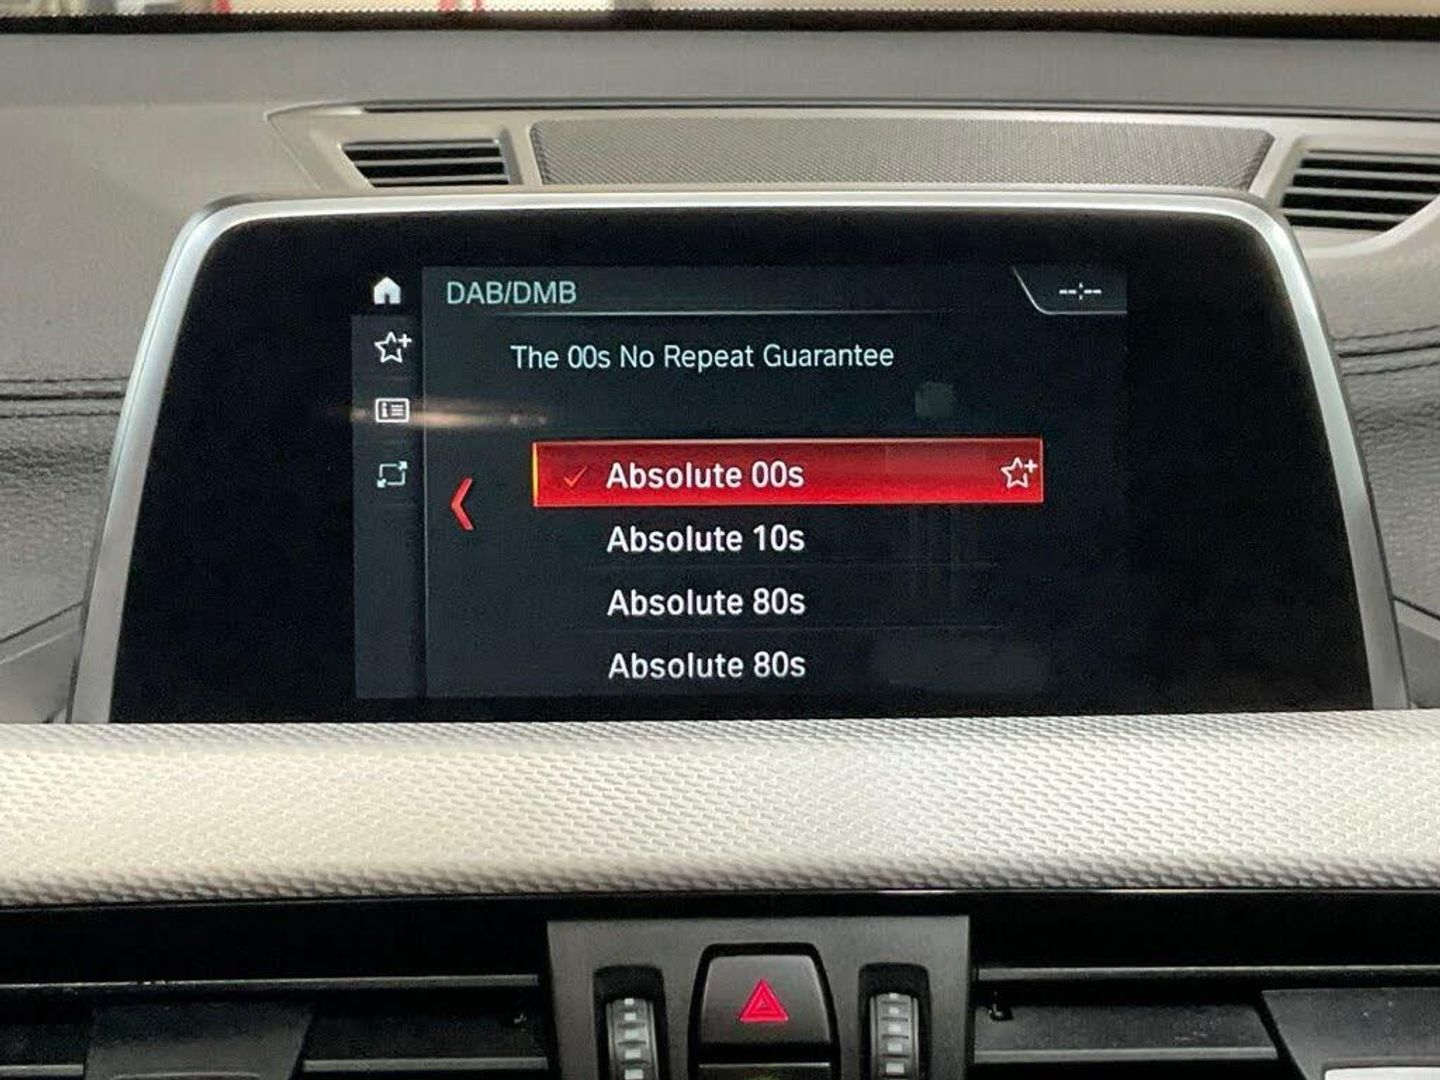 DAB/DMB
--:--
The 00s No Repeat Guarantee
Absolute 00s
Absolute 10s
Absolute 80s
Absolute 80s